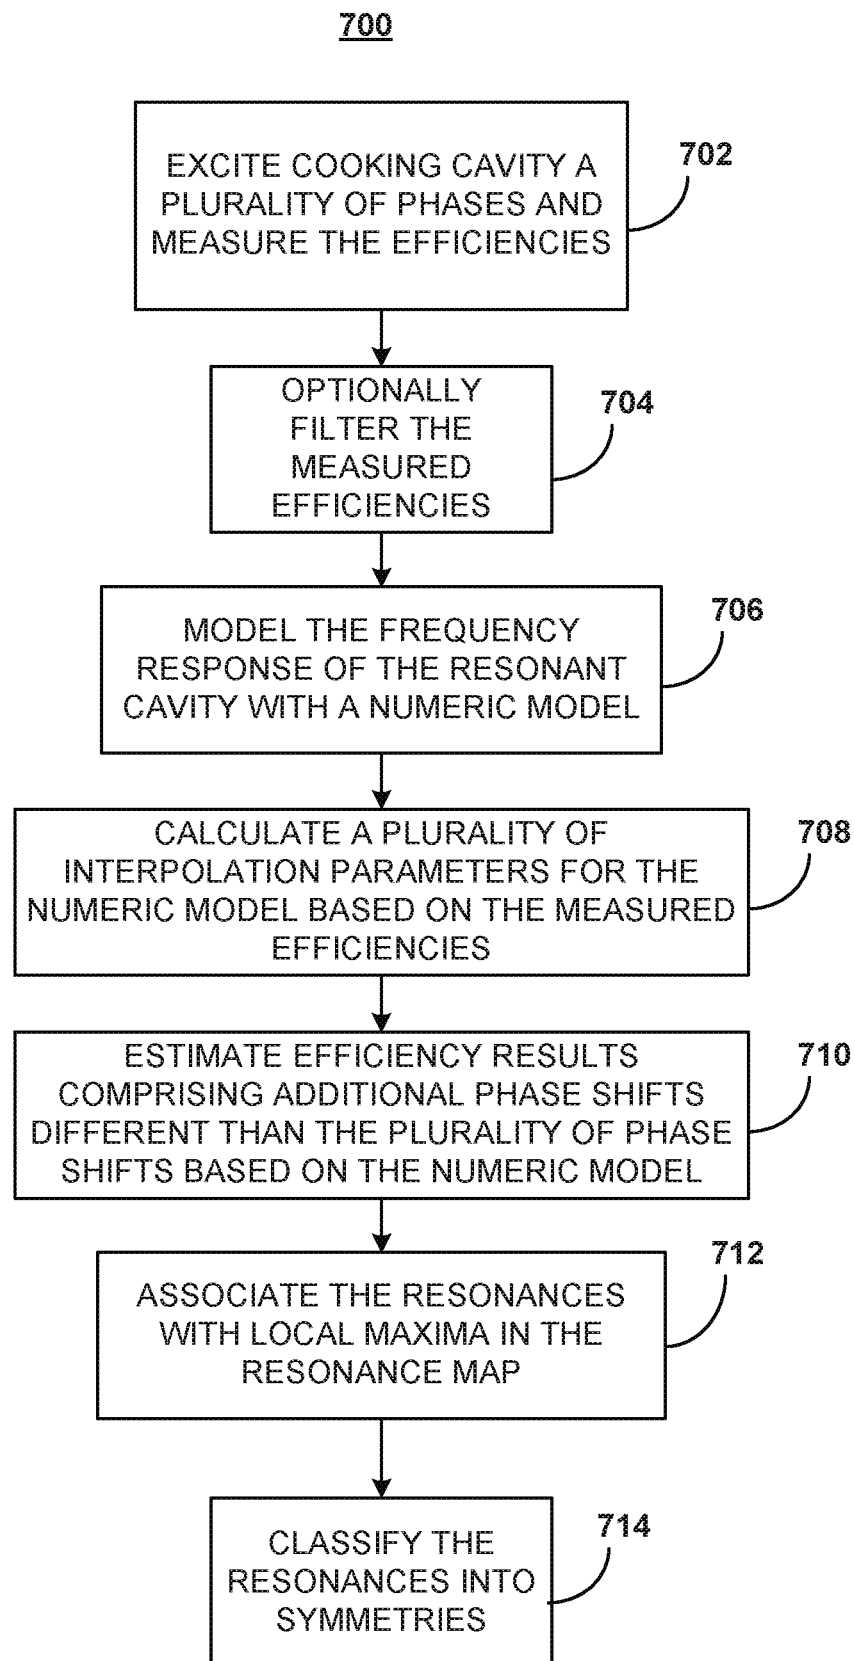 700
EXCITE COOKING CAVITY A
PLURALITY OF PHASES AND
MEASURE THE EFFICIENCIES
702
OPTIONALLY
FILTER THE
MEASURED
EFFICIENCIES
704
MODEL THE FREQUENCY
RESPONSE OF THE RESONANT
CAVITY WITH A NUMERIC MODEL
706
CALCULATE A PLURALITY OF
INTERPOLATION PARAMETERS FOR THE
NUMERIC MODEL BASED ON THE MEASURED
EFFICIENCIES
708
ESTIMATE EFFICIENCY RESULTS
COMPRISING ADDITIONAL PHASE SHIFTS
DIFFERENT THAN THE PLURALITY OF PHASE
SHIFTS BASED ON THE NUMERIC MODEL
710
ASSOCIATE THE RESONANCES
WITH LOCAL MAXIMA IN THE
RESONANCE MAP
712
CLASSIFY THE
RESONANCES INTO
SYMMETRIES
714